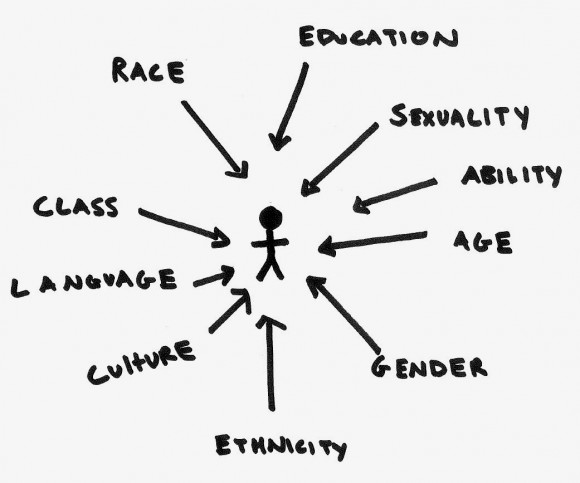 EDUCATION
RACE
SEXUALITY
ABILITY
CLASS
AGE
LANGUAGE
CULTURE
GENDER
ETHNICITY